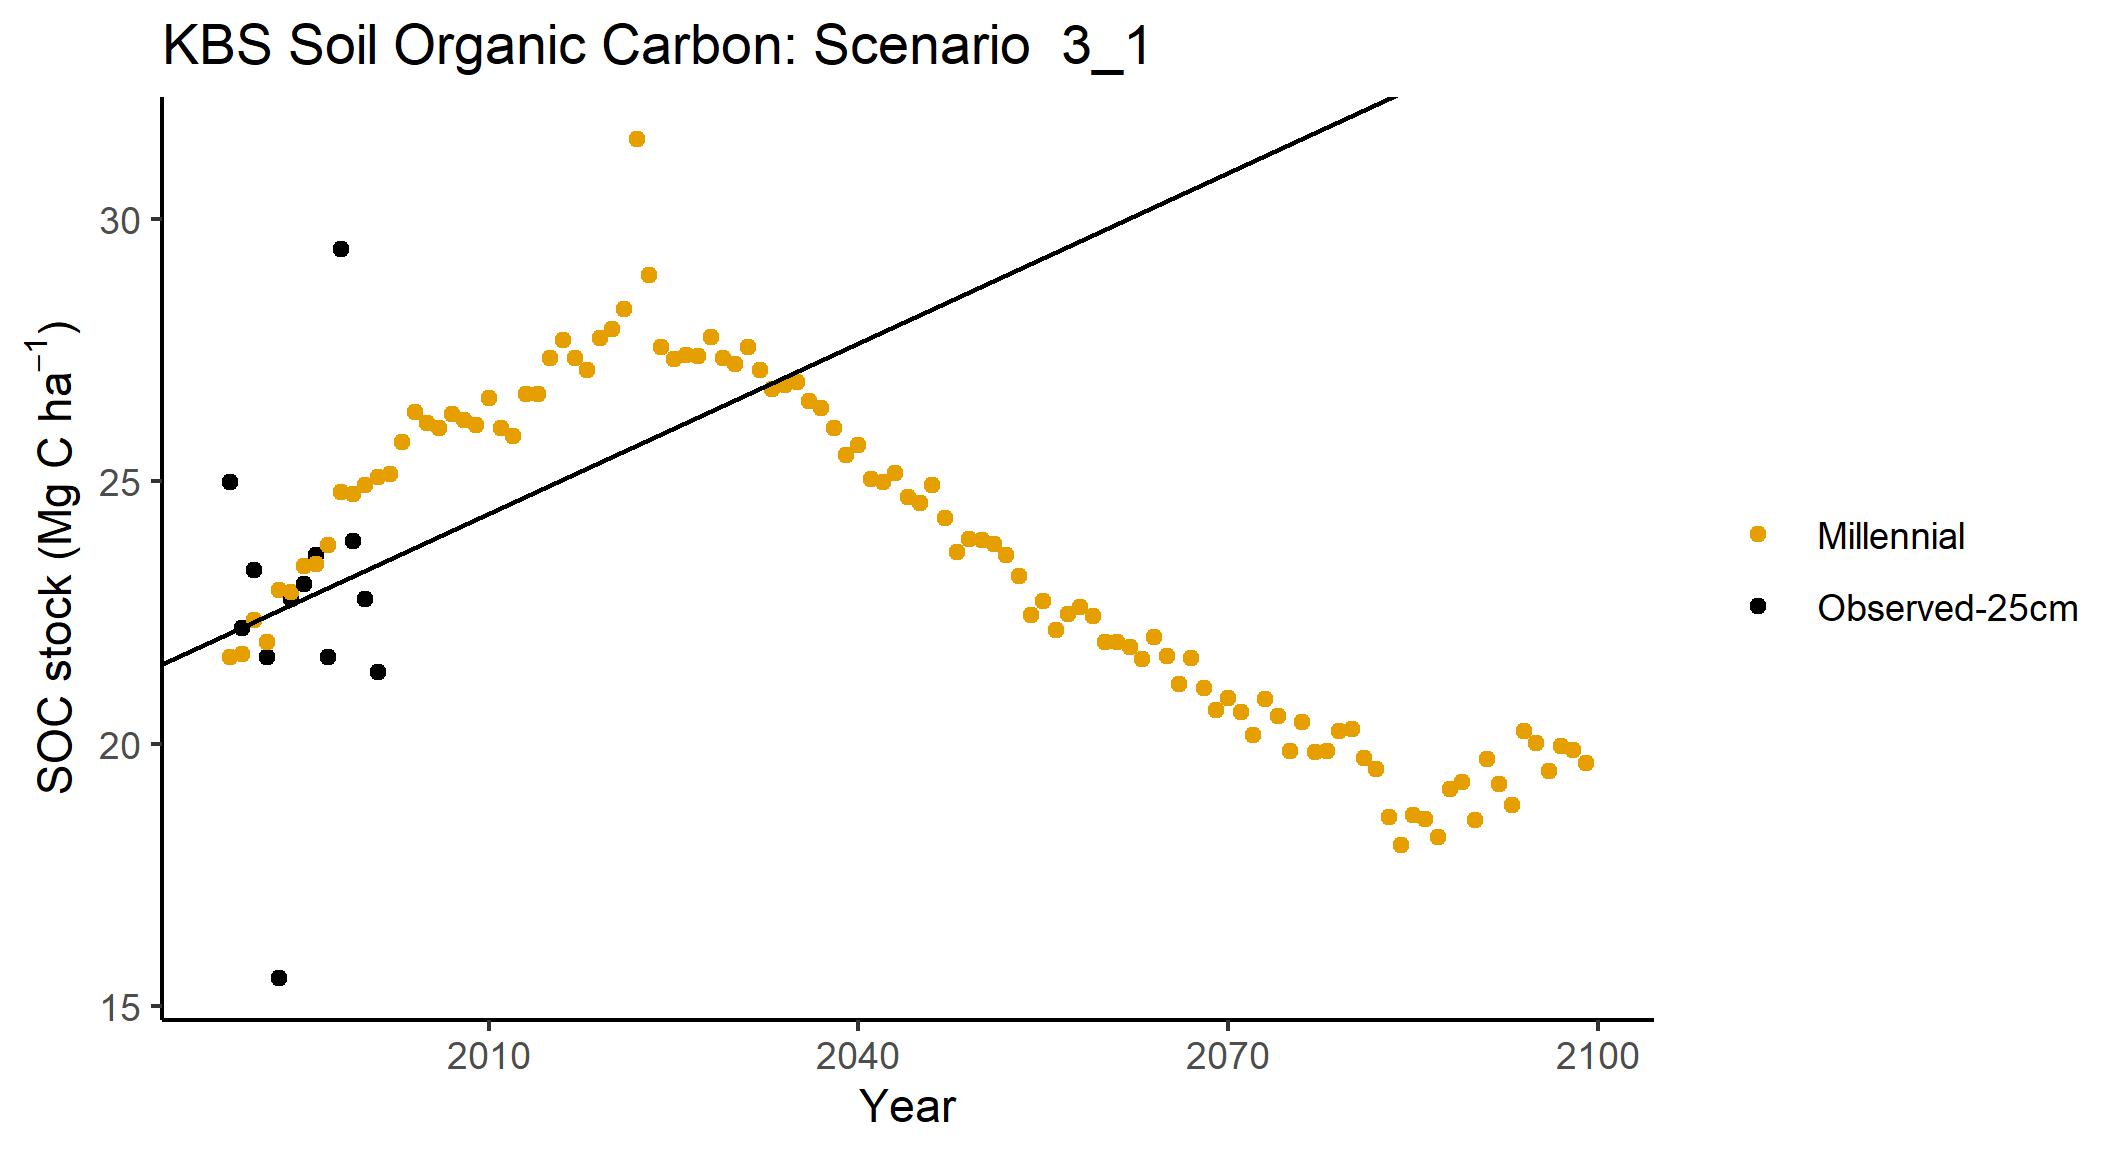 KBS Soil Organic Carbon: Scenario  3_1
SOC stock (Mg C ha⁻¹)
30
25
20
15
2010 2040 2070 2100
Year
Millennial
Observed-25cm